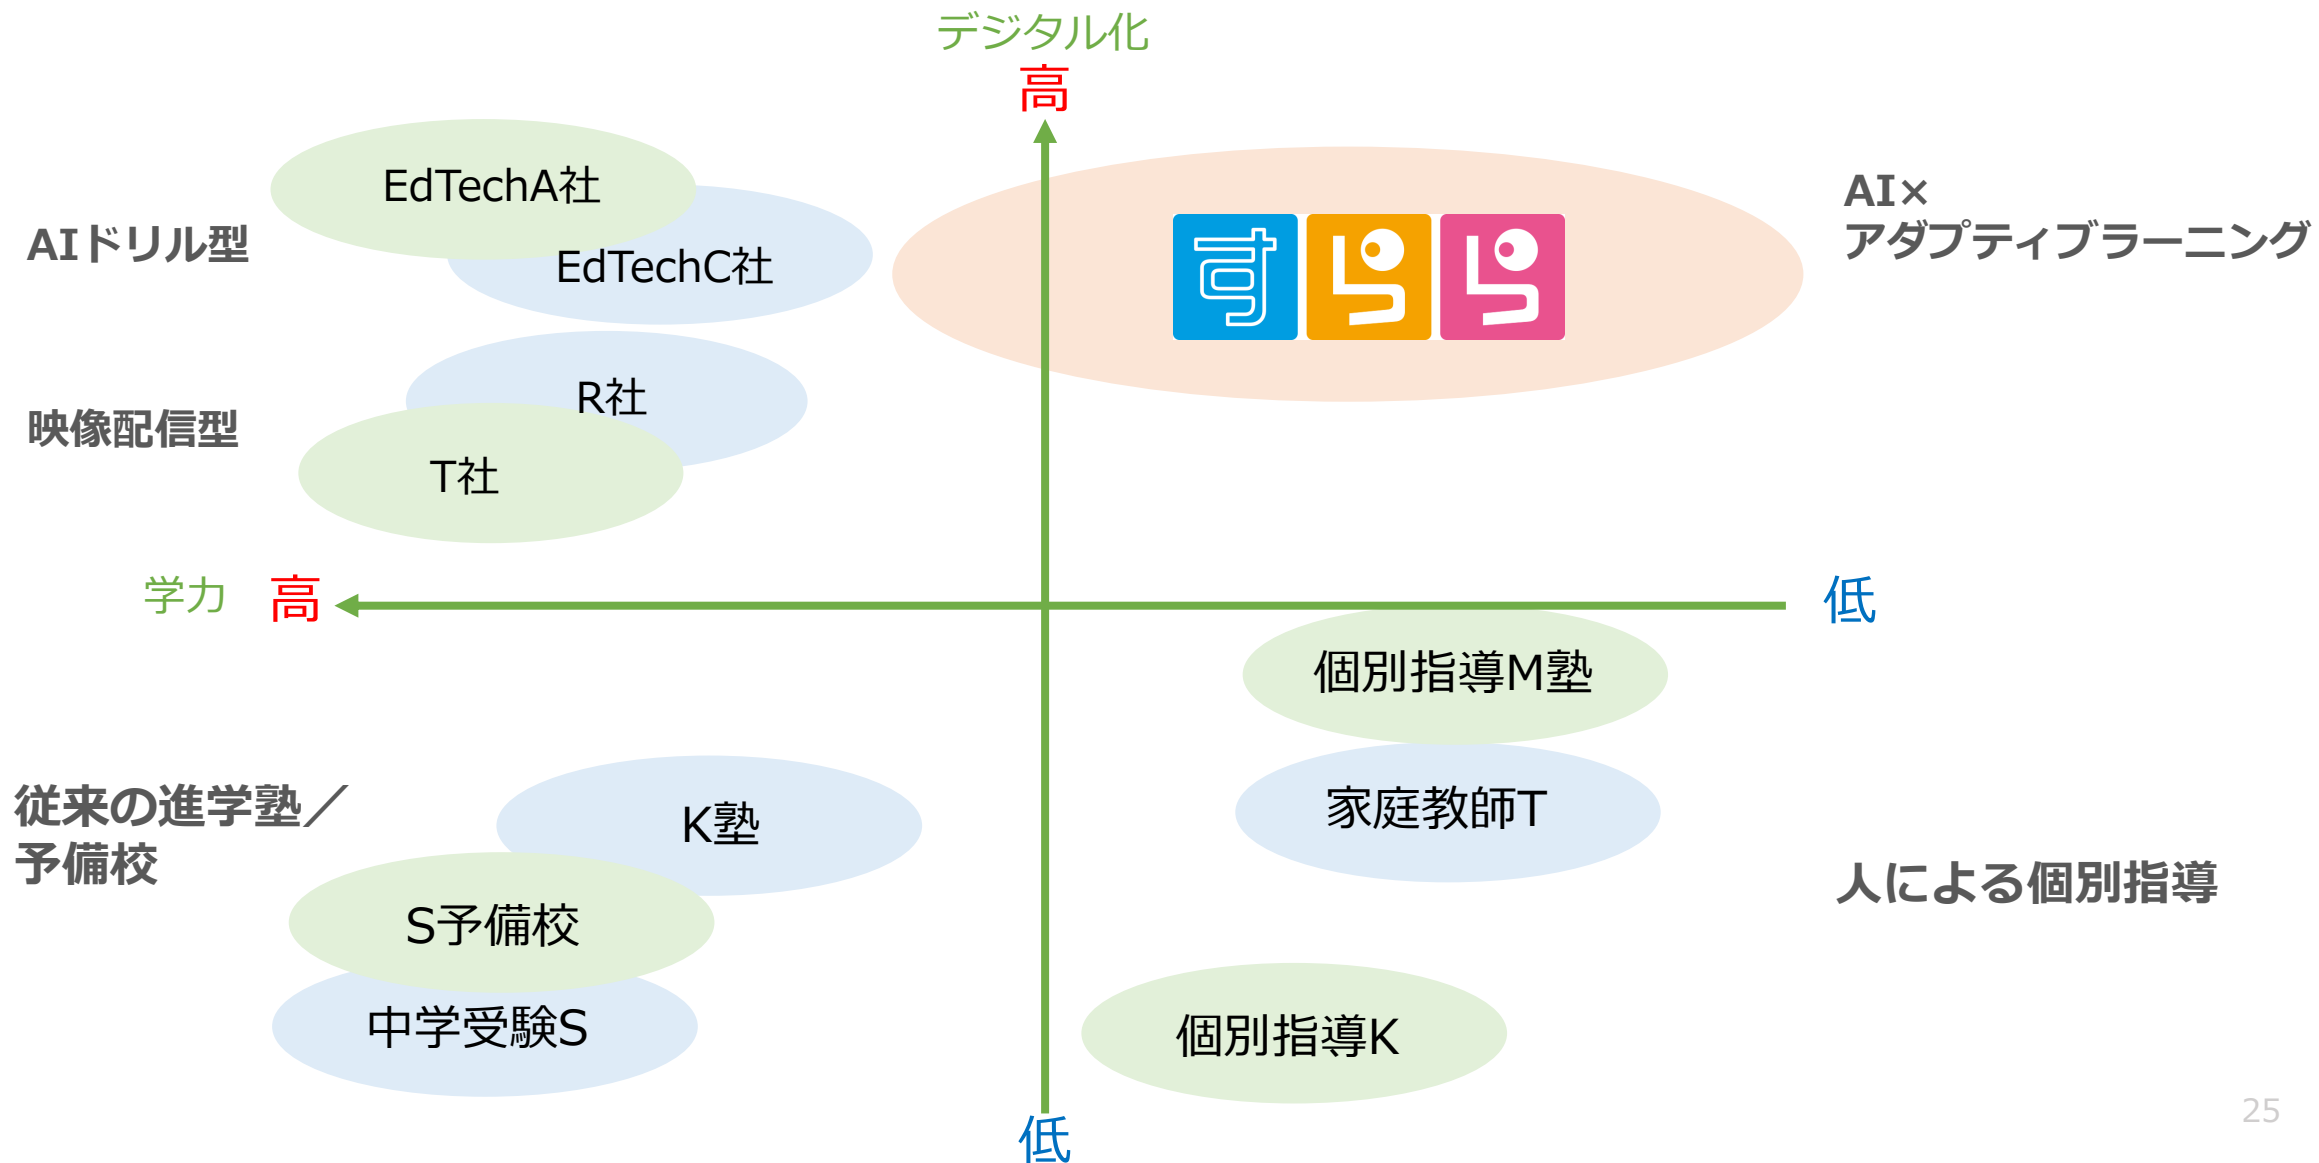 デジタル化
高
EdTechA社
AI×
アダプティブラーニング
すらら
AIドリル型
EdTechC社
R社
映像配信型
T社
学力
高
低
個別指導M塾
従来の進学塾／
予備校
K塾
家庭教師T
人による個別指導
S予備校
中学受験S
個別指導K
25
低